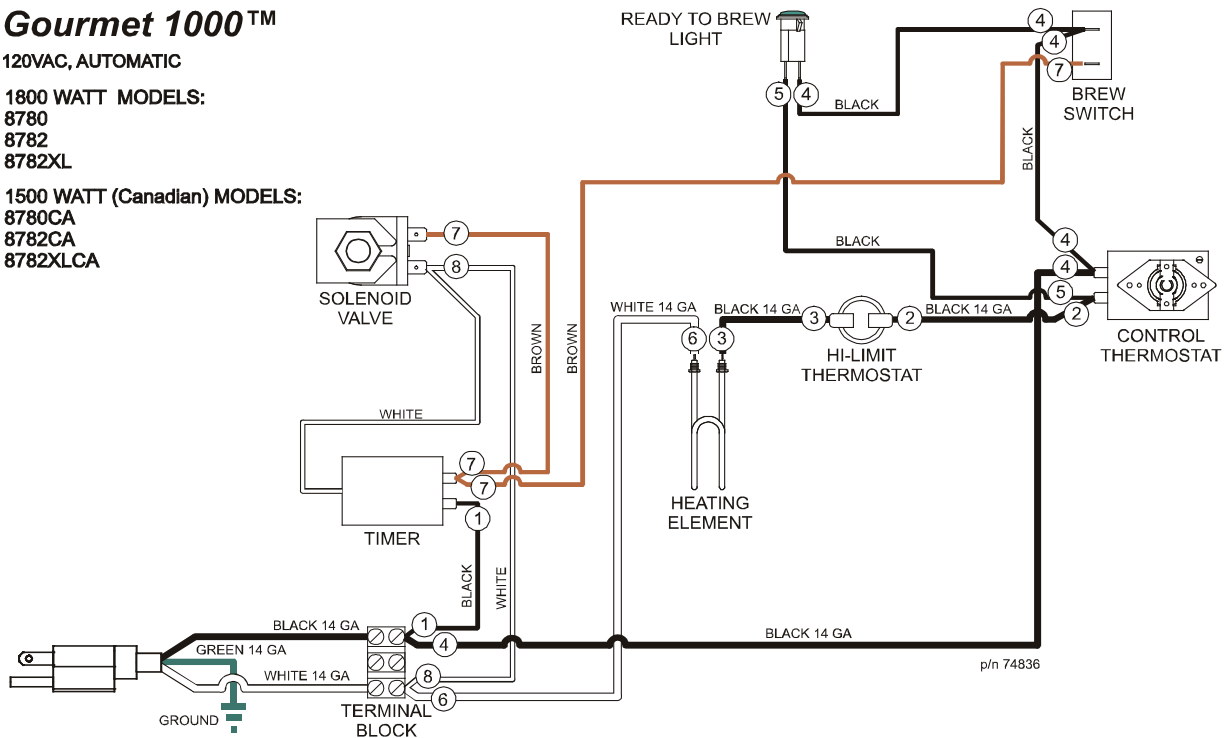 Gourmet 1000™
120VAC, AUTOMATIC
1800 WATT MODELS:
8780
8782
8782XL
1500 WATT (Canadian) MODELS:
8780CA
8782CA
8782XLCA
READY TO BREW
LIGHT
5
4
BLACK
4
4
7
BREW
SWITCH
BLACK
BLACK
4
4
5
2
CONTROL
THERMOSTAT
7
8
SOLENOID
VALVE
WHITE 14 GA
BLACK 14 GA
3
2
BLACK 14 GA
6
3
HI-LIMIT
THERMOSTAT
BROWN
BROWN
WHITE
7
7
1
TIMER
HEATING
ELEMENT
BLACK
WHITE
BLACK 14 GA
1
4
BLACK 14 GA
GREEN 14 GA
WHITE 14 GA
8
6
p/n 74836
GROUND
TERMINAL
BLOCK